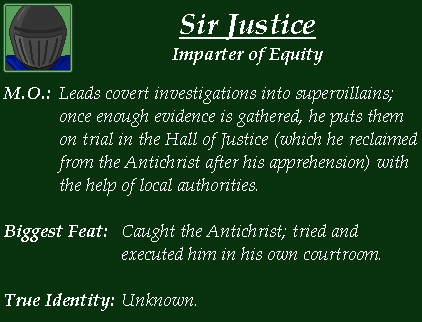 Sir Justice
Imparter of Equity
M.O.: Leads covert investigations into supervillains;
once enough evidence is gathered, he puts them
on trial in the Hall of Justice (which he reclaimed
from the Antichrist after his apprehension) with
the help of local authorities.
Biggest Feat: Caught the Antichrist; tried and
executed him in his own courtroom.
True Identity: Unknown.